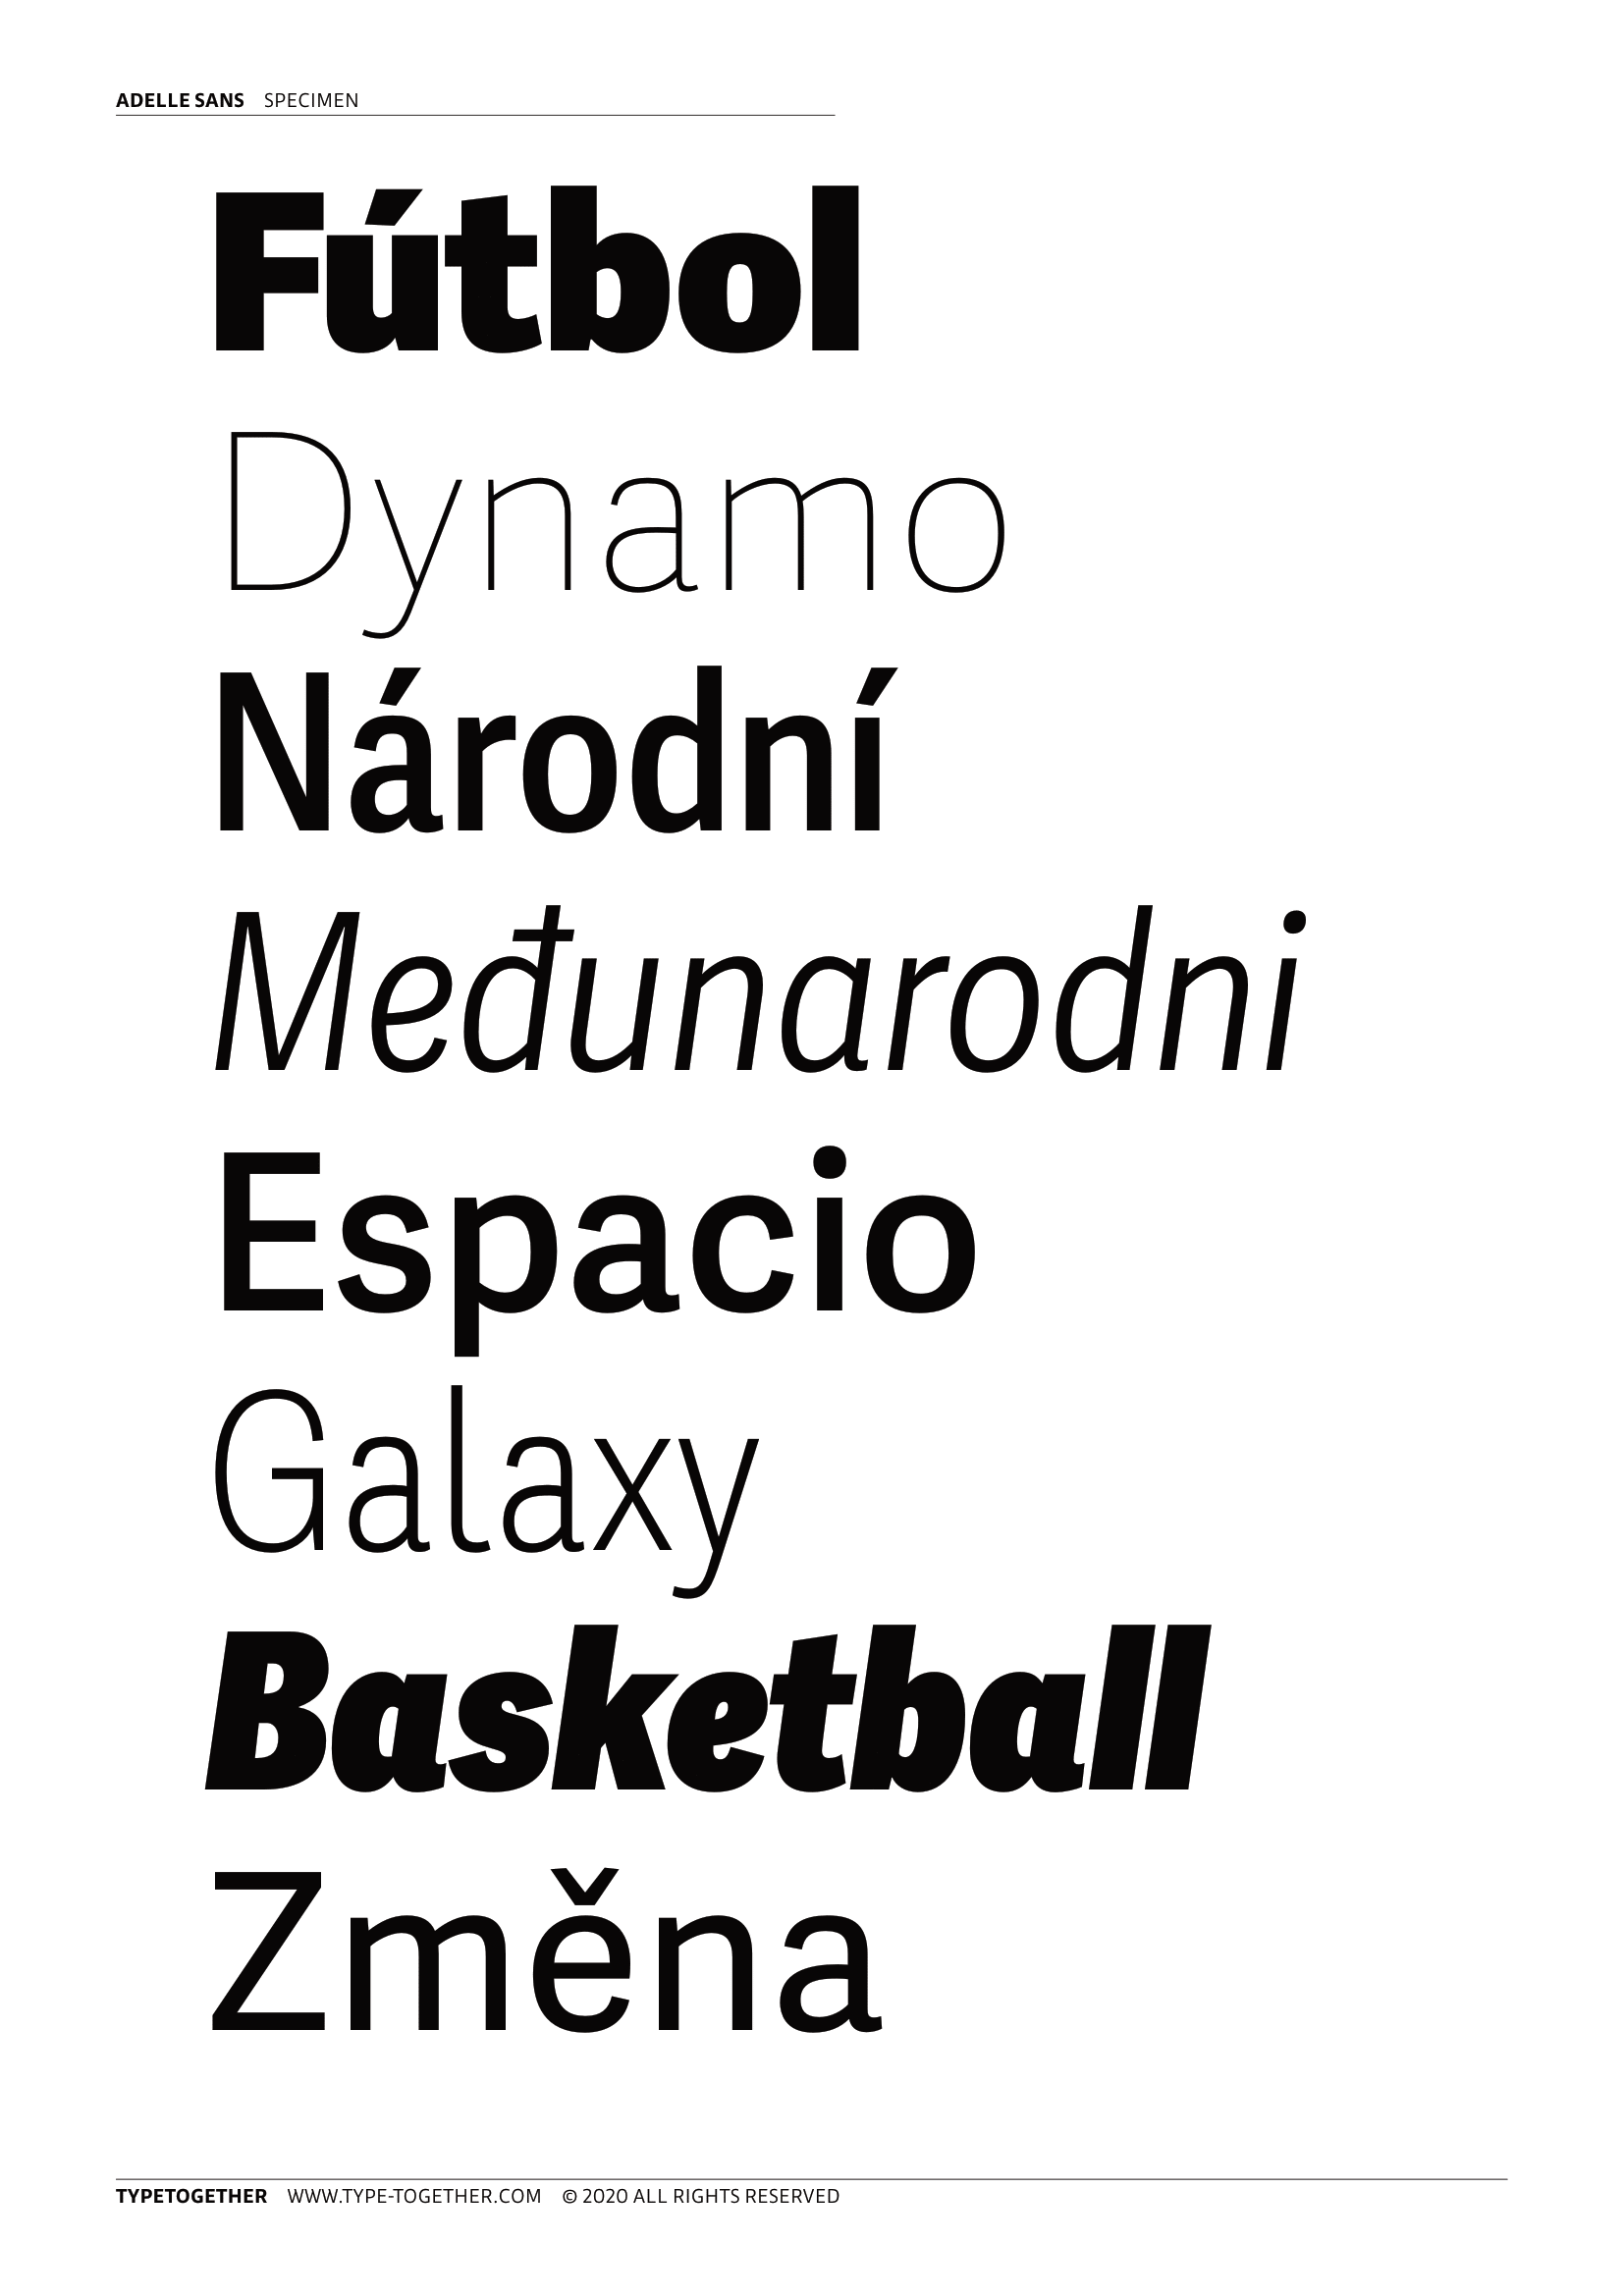 ADELLE SANS SPECIMEN
Fútbol
Dynamo
Národní
Međunarodni
Espacio
Galaxy
Basketball
Změna
TYPETOGETHER WWW.TYPE-TOGETHER.COM © 2020 ALL RIGHTS RESERVED